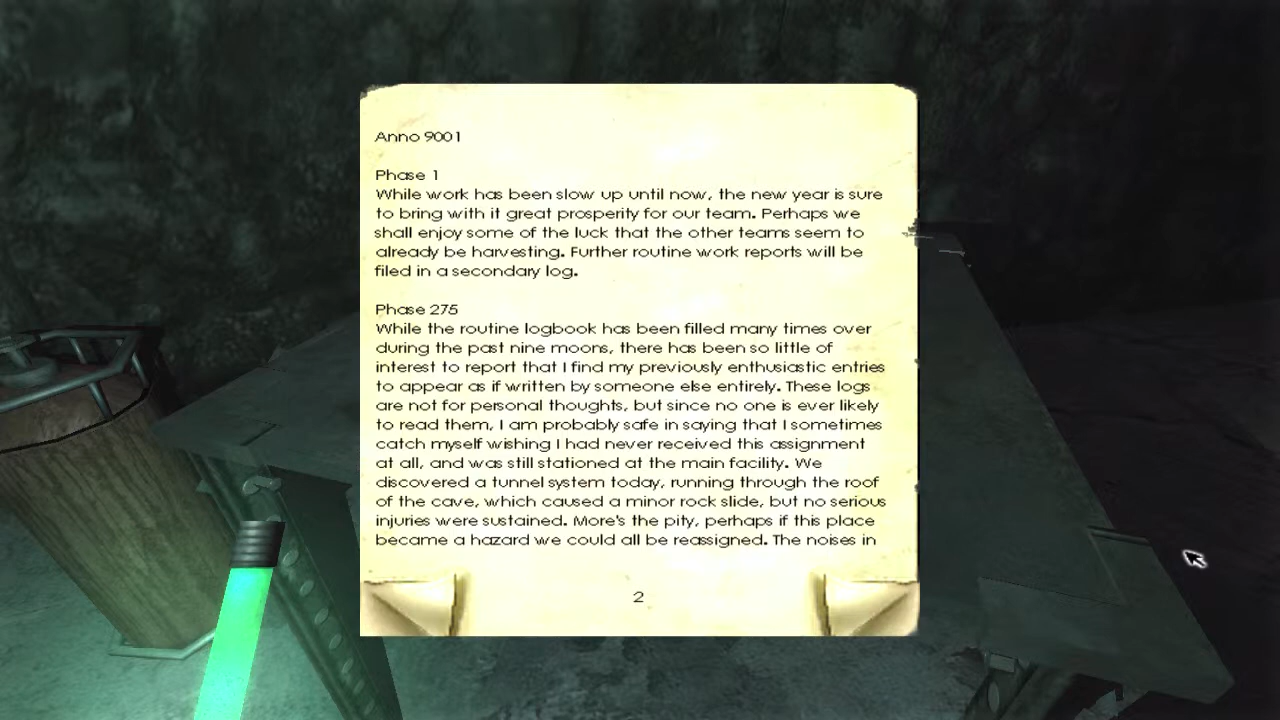 Anno 9001
Phase 1
While work has been slow up until now, the new year is sure
to bring with it great prosperity for our team. Perhaps we
shall enjoy some of the luck that the other teams seem to
already be harvesting. Further routine work reports will be
filed in a secondary log.
Phase 275
While the routine logbook has been filled many times over
during the past nine moons, there has been so little of
interest to report that I find my previously enthusiastic entries
to appear as if written by someone else entirely. These logs
are not for personal thoughts, but since no one is ever likely
to read them, I am probably safe in saying that I sometimes
catch myself wishing I had never received this assignment
at all, and was still stationed at the main facility. We
discovered a tunnel system today, running through the roof
of the cave, which caused a minor rock slide, but no serious
injuries were sustained. More's the pity, perhaps if this place
became a hazard we could all be reassigned. The noises in
2